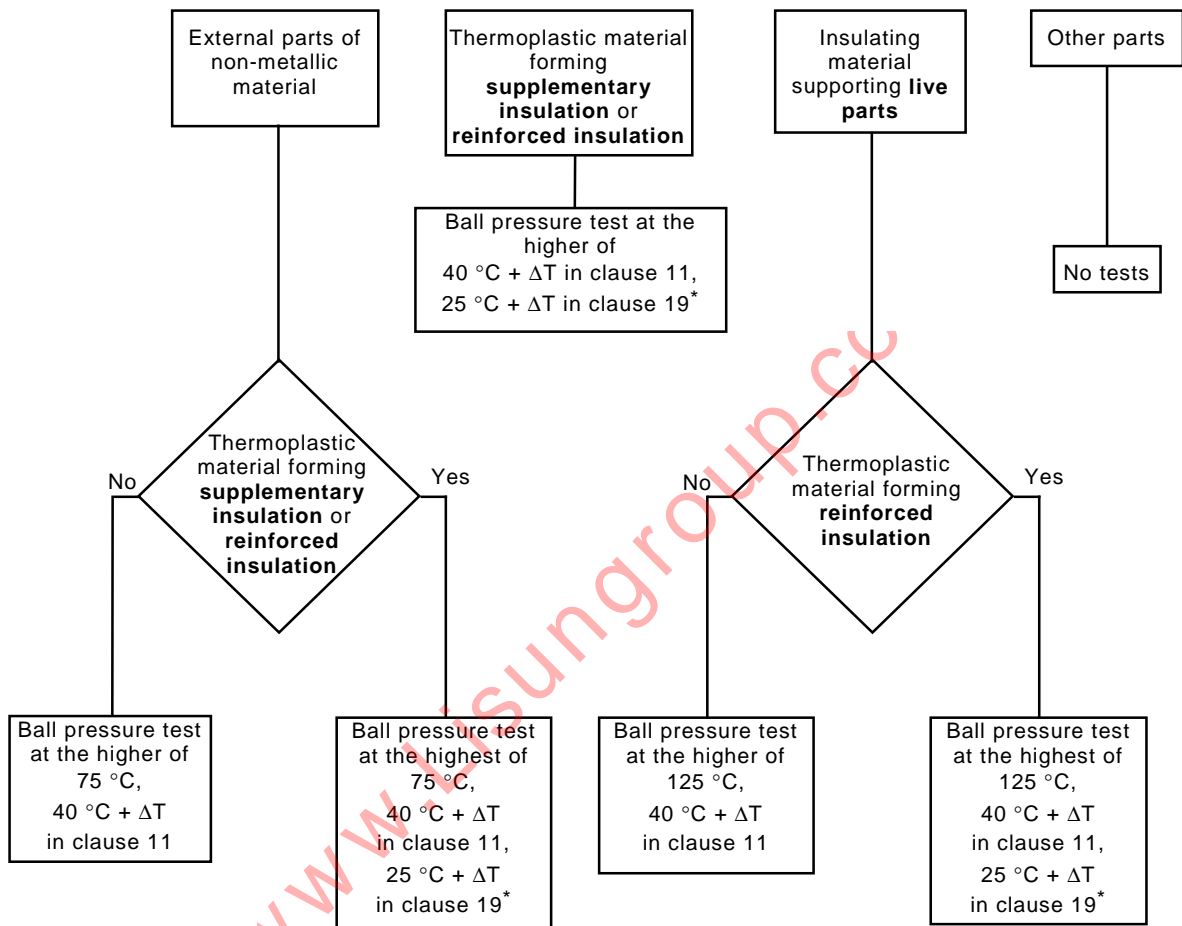 External parts of
non-metallic
material
Thermoplastic material
forming
supplementary
insulation or
reinforced insulation
Insulating
material
supporting live
parts
Other parts
Ball pressure test at the
higher of
40 °C + ΔT in clause 11,
25 °C + ΔT in clause 19*
No tests
No
Thermoplastic
material forming
supplementary
insulation or
reinforced
insulation
Yes
No
Thermoplastic
material forming
reinforced
insulation
Yes
Ball pressure test
at the higher of
75 °C,
40 °C + ΔT
in clause 11
Ball pressure test
at the highest of
75 °C,
40 °C + ΔT
in clause 11,
25 °C + ΔT
in clause 19*
Ball pressure test
at the higher of
125 °C,
40 °C + ΔT
in clause 11
Ball pressure test
at the highest of
125 °C,
40 °C + ΔT
in clause 11,
25 °C + ΔT
in clause 19*
www.Lisungroup.cc